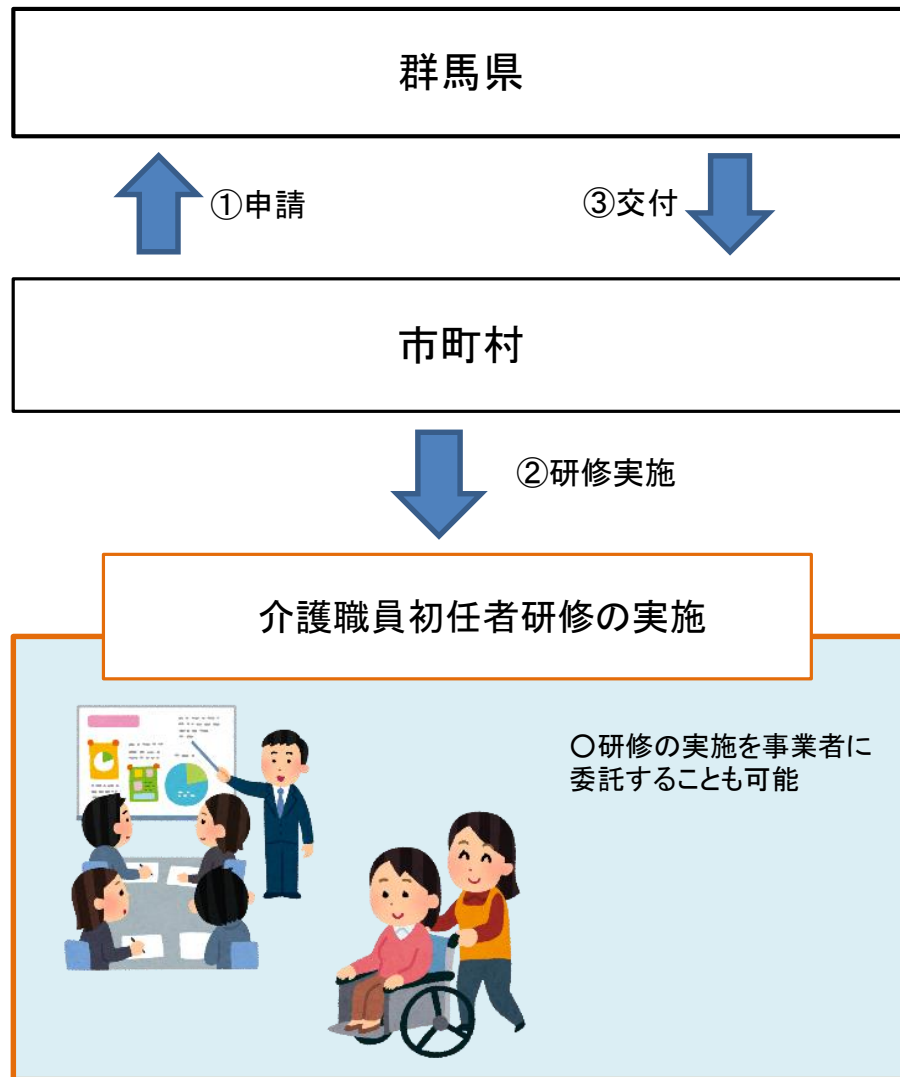 群馬県
①申請
③交付
市町村
②研修実施
介護職員初任者研修の実施
〇研修の実施を事業者に
委託することも可能